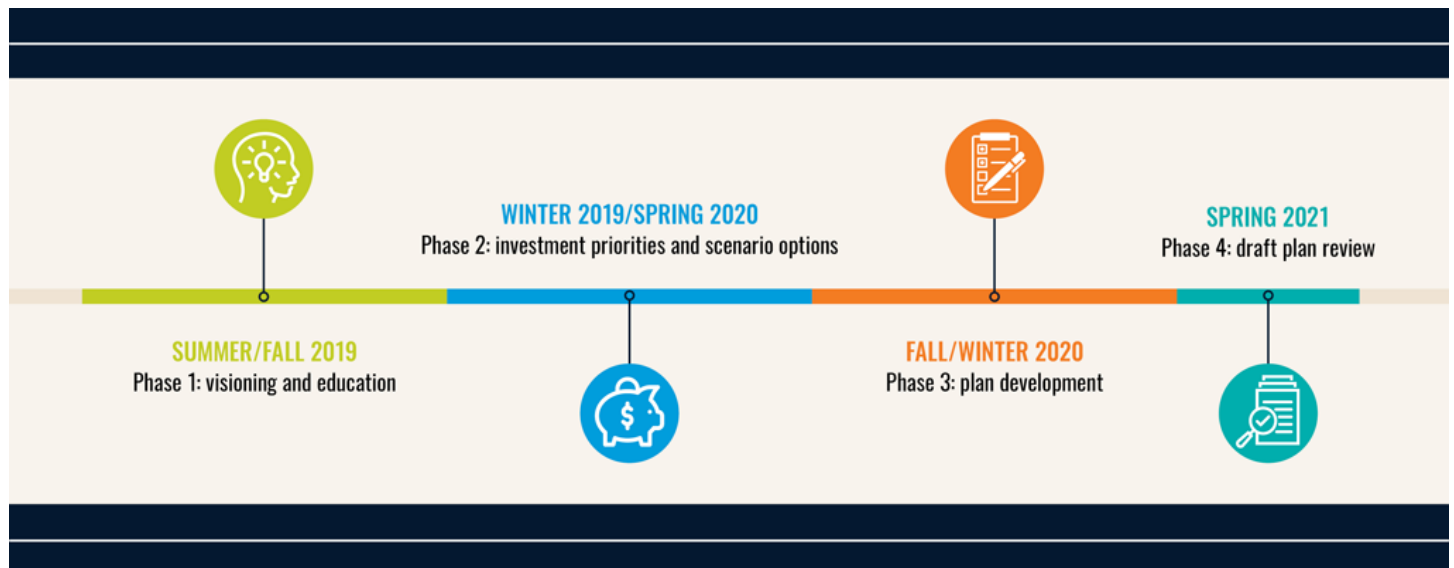 SUMMER/FALL 2019
Phase 1: visioning and education
WINTER 2019/SPRING 2020
Phase 2: investment priorities and scenario options
$
FALL/WINTER 2020
Phase 3: plan development
SPRING 2021
Phase 4: draft plan review